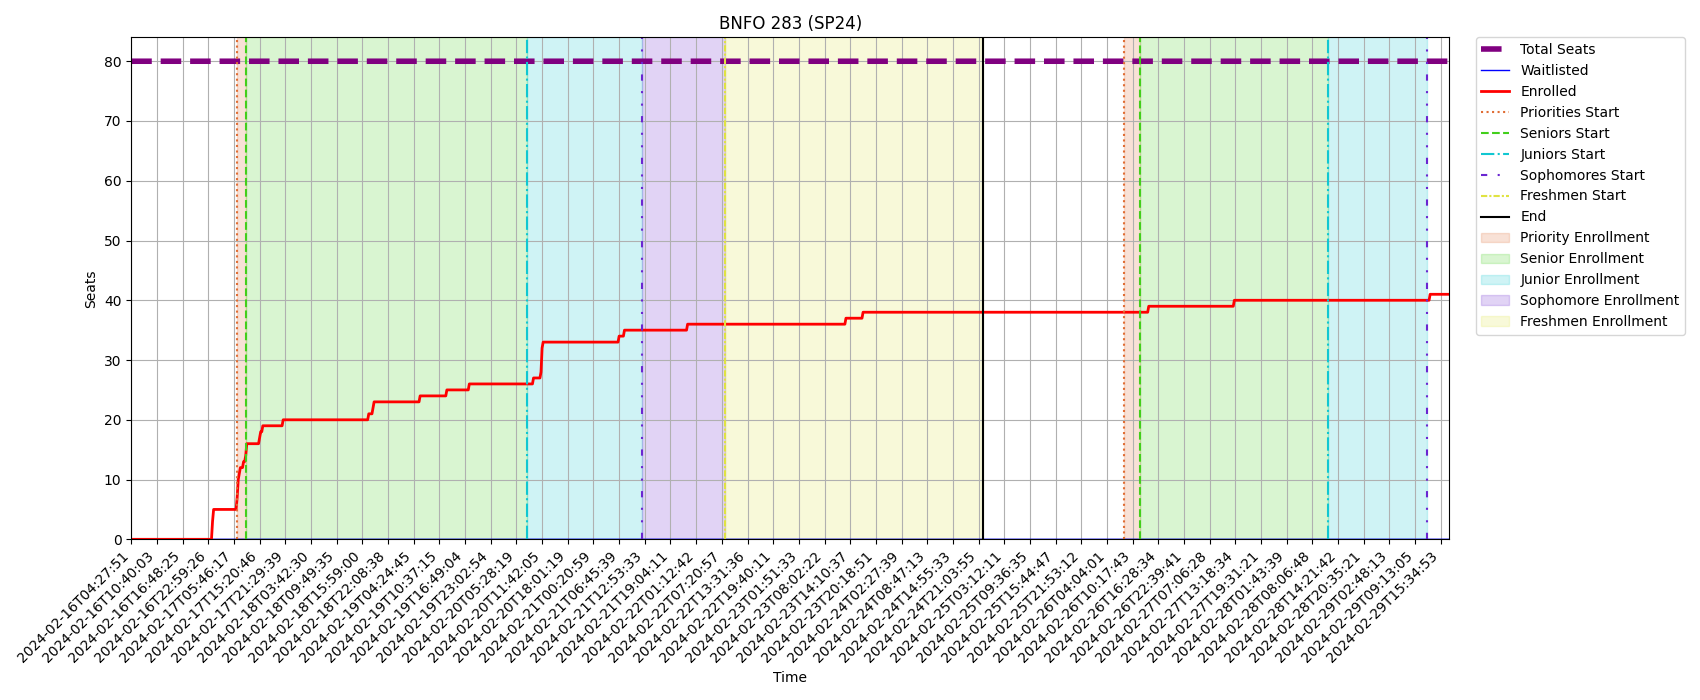 BNFO 283 (SP24)
Seats
80
70
60
50
40
30
20
10
0
2024-02-16T04:27:51
2024-02-16T10:40:03
2024-02-16T16:48:25
2024-02-16T22:59:26
2024-02-17T05:46:17
2024-02-17T15:20:46
2024-02-17T21:29:39
2024-02-18T03:42:30
2024-02-18T09:49:35
2024-02-18T15:59:00
2024-02-18T22:08:38
2024-02-19T04:24:45
2024-02-19T10:37:15
2024-02-19T16:49:04
2024-02-19T23:02:54
2024-02-20T05:28:19
2024-02-20T11:42:05
2024-02-20T18:01:19
2024-02-21T00:20:59
2024-02-21T06:45:39
2024-02-21T12:53:33
2024-02-21T19:04:11
2024-02-22T01:12:42
2024-02-22T07:20:57
2024-02-22T13:31:36
2024-02-22T19:40:11
2024-02-23T01:51:33
2024-02-23T08:02:22
2024-02-23T14:10:37
2024-02-23T20:18:51
2024-02-24T02:27:39
2024-02-24T08:47:13
2024-02-24T14:55:33
2024-02-24T21:03:55
2024-02-25T03:12:11
2024-02-25T09:36:35
2024-02-25T15:44:47
2024-02-25T21:53:12
2024-02-26T04:04:01
2024-02-26T10:17:43
2024-02-26T16:28:34
2024-02-26T22:39:41
2024-02-27T07:06:28
2024-02-27T13:18:34
2024-02-27T19:31:21
2024-02-28T01:43:39
2024-02-28T08:06:48
2024-02-28T14:21:42
2024-02-28T20:35:21
2024-02-29T02:48:13
2024-02-29T09:13:05
2024-02-29T15:34:53
Time
Total Seats
Waitlisted
Enrolled
Priorities Start
Seniors Start
Juniors Start
Sophomores Start
Freshmen Start
End
Priority Enrollment
Senior Enrollment
Junior Enrollment
Sophomore Enrollment
Freshmen Enrollment